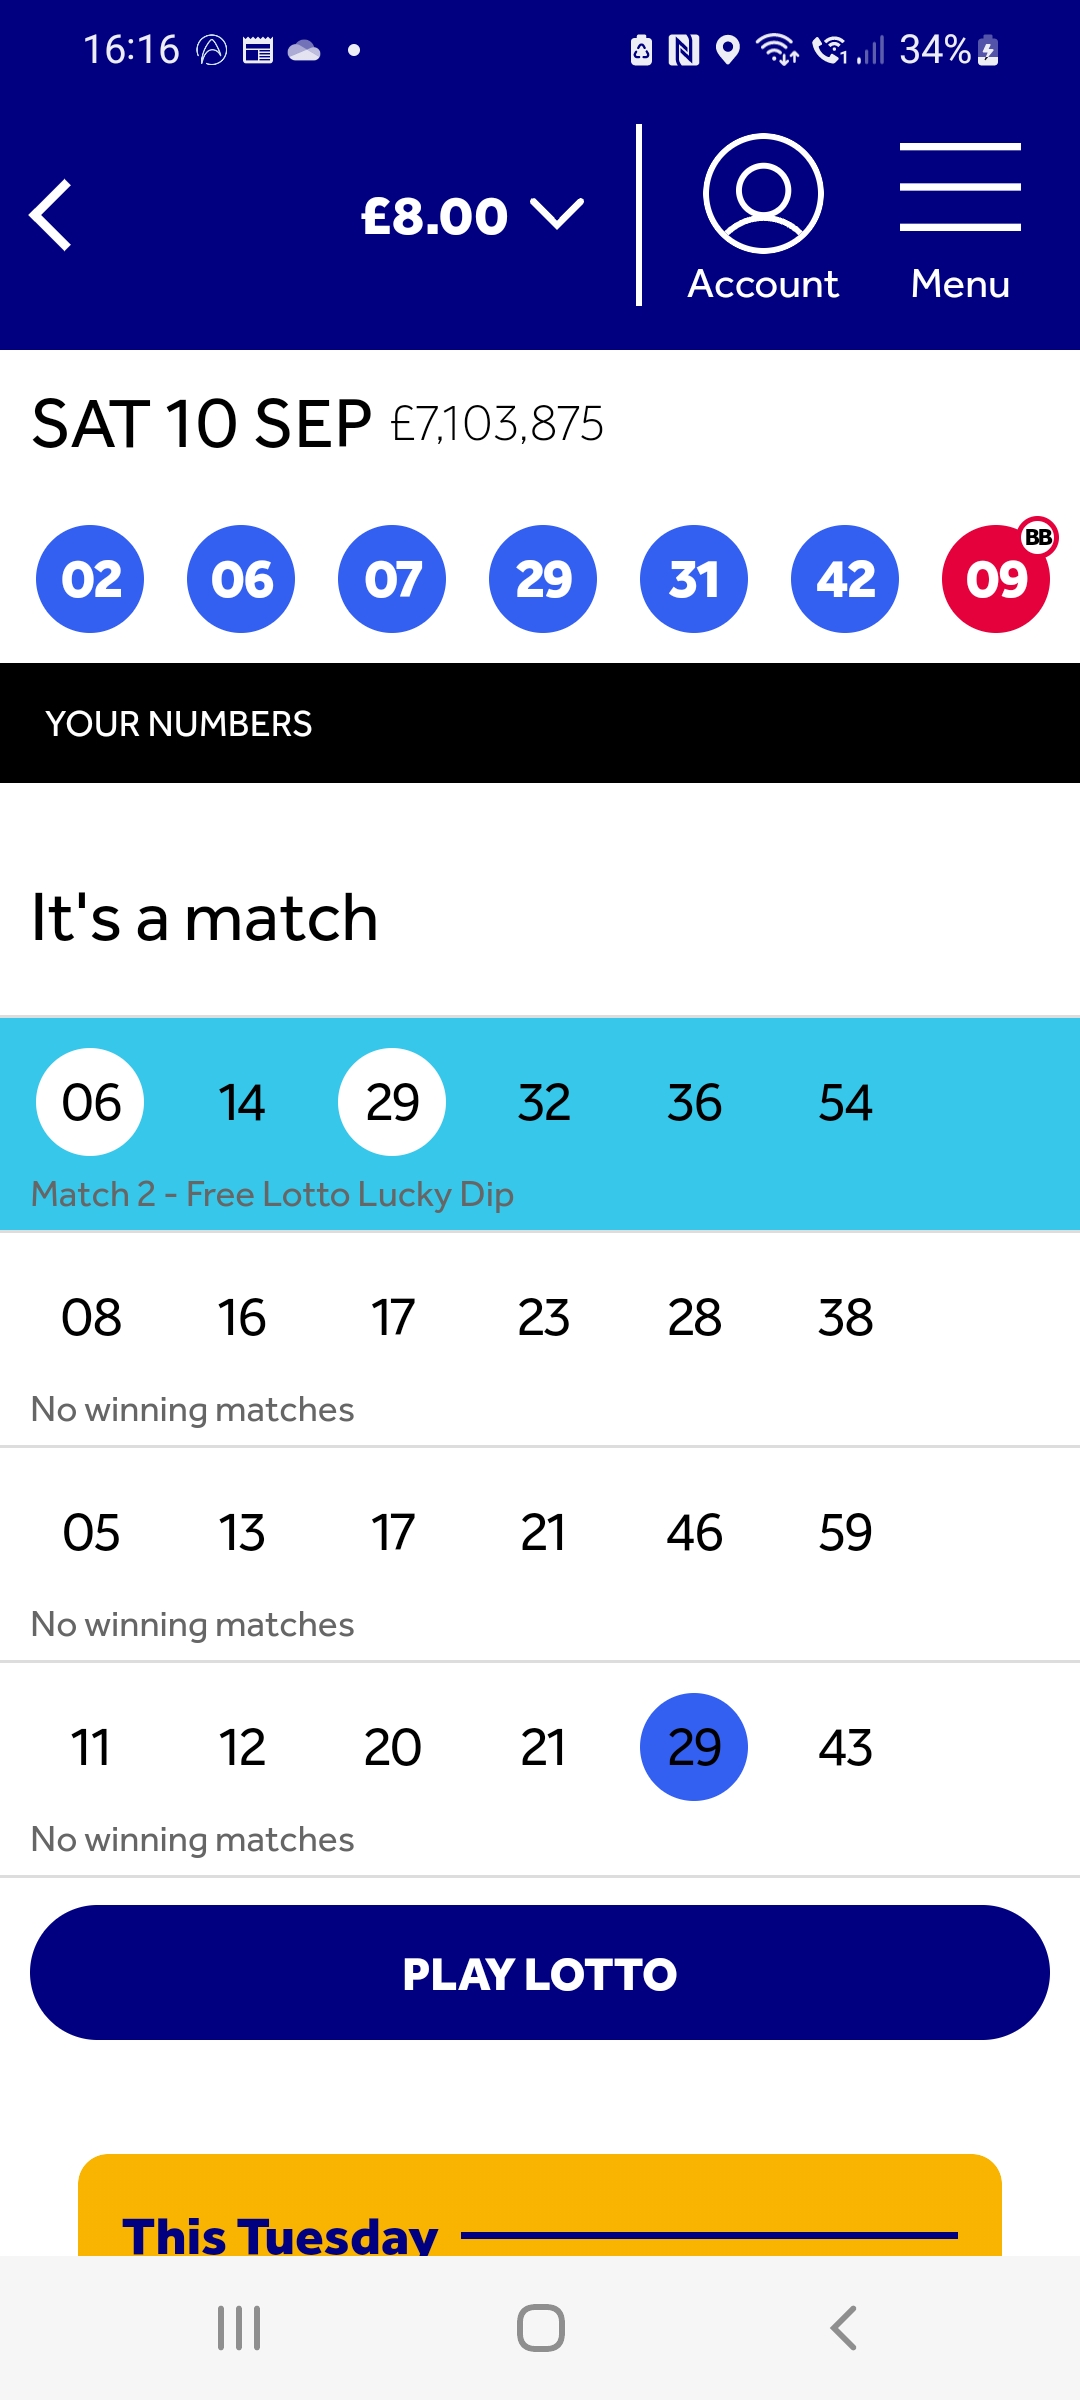 16:16 34%
£8.00
Account Menu
SAT 10 SEP £7,103,875
BB
02 06 07 29 31 42 09
YOUR NUMBERS
It's a match
06 14 29 32 36 54
Match 2 - Free Lotto Lucky Dip
08 16 17 23 28 38
No winning matches
05 13 17 21 46 59
No winning matches
11 12 20 21 29 43
No winning matches
PLAY LOTTO
This Tuesday